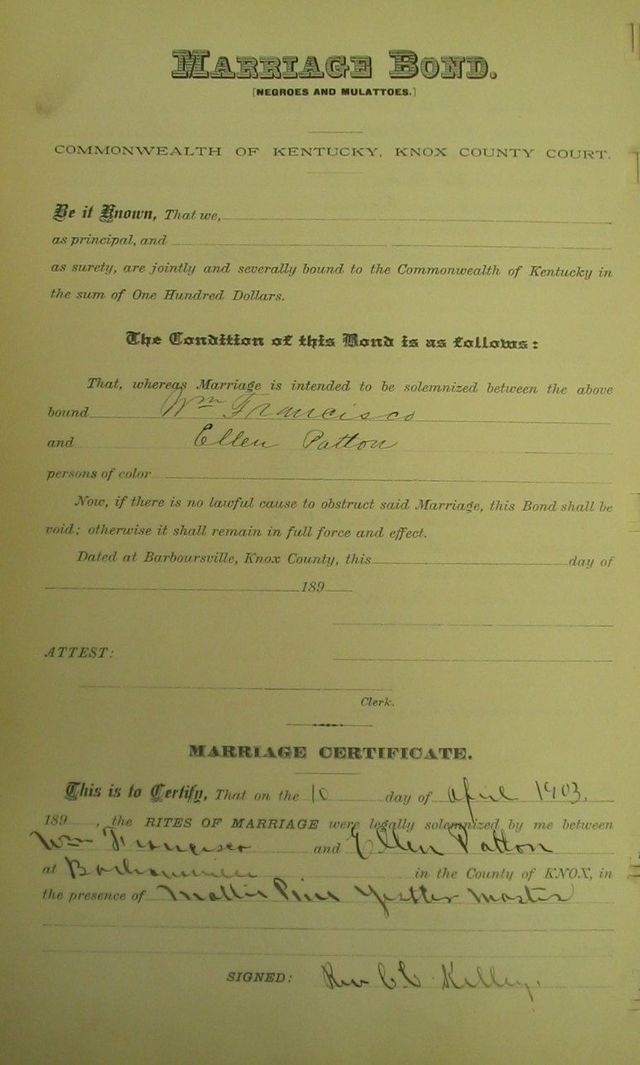 MARRIAGE BOND.
[NEGROES AND MULATTOES.]
COMMONWEALTH OF KENTUCKY, KNOX COUNTY COURT.
Be it Known, That we,
as principal, and
as surety, are jointly and severally bound to the Commonwealth of Kentucky in
the sum of One Hundred Dollars.
The Condition of this Bond is as follows:
That, whereas Marriage is intended to be solemnized between the above
bound Wm Francisco
and Ellen Patton
persons of color
Now, if there is no lawful cause to obstruct said Marriage, this Bond shall be
void; otherwise it shall remain in full force and effect.
Dated at Barboursville, Knox County, this day of
189
ATTEST:
Clerk.
MARRIAGE CERTIFICATE.
This is to Certify, That on the 10 day of April 1903.
189 , the RITES OF MARRIAGE were legally solemnized by me between
Wm Francisco and Ellen Patton
at in the County of KNOX, in
the presence of Mollie
SIGNED: Rev C C Kelley.